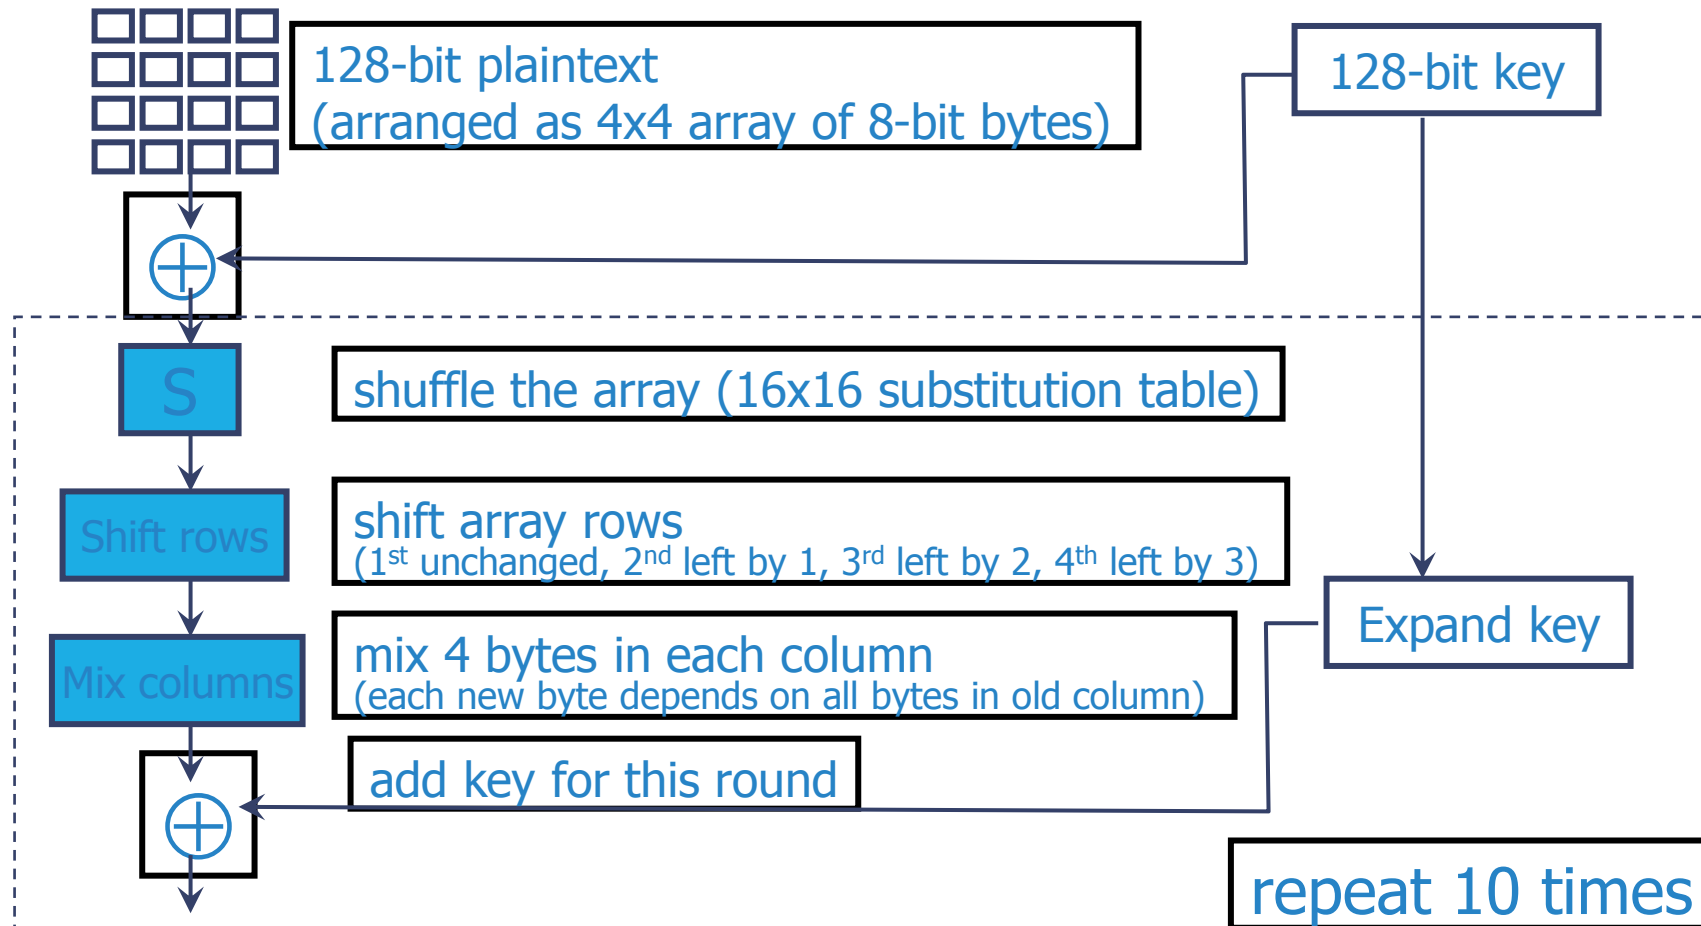 128-bit plaintext
(arranged as 4x4 array of 8-bit bytes)
128-bit key
S
shuffle the array (16x16 substitution table)
Shift rows
shift array rows
(1st unchanged, 2nd left by 1, 3rd left by 2, 4th left by 3)
Expand key
Mix columns
mix 4 bytes in each column
(each new byte depends on all bytes in old column)
add key for this round
repeat 10 times